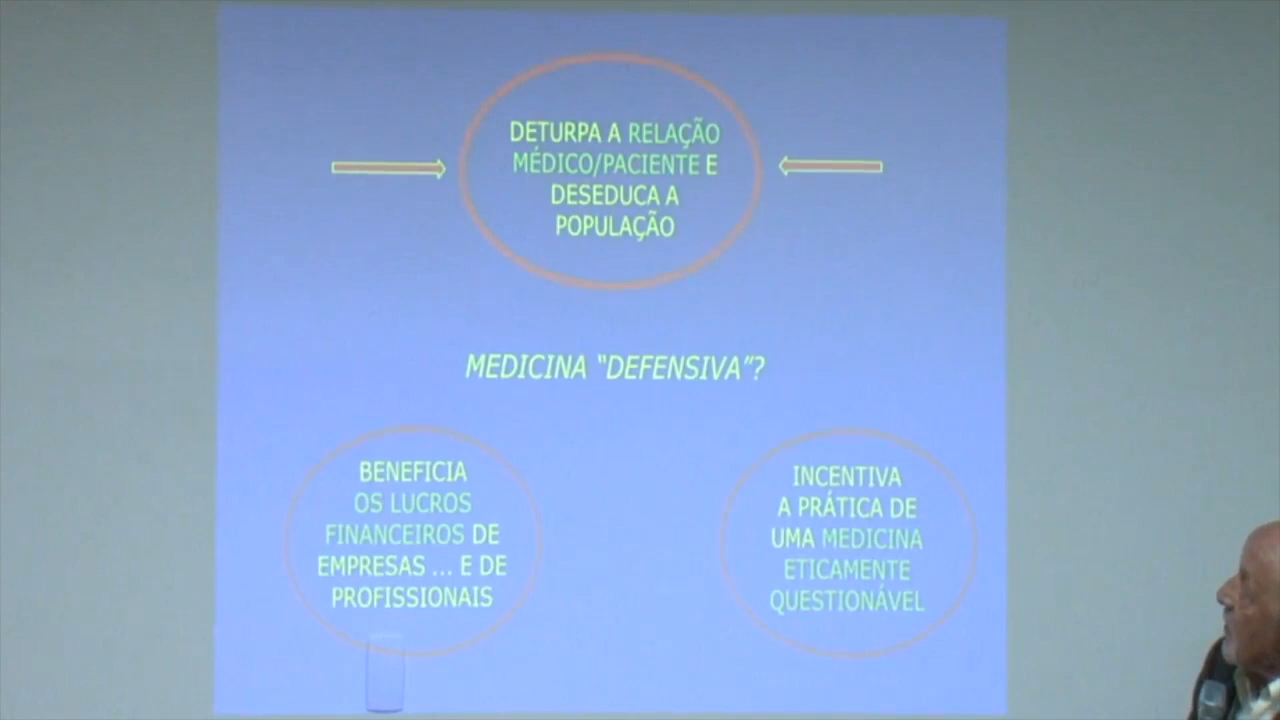 DETURPA A RELAÇÃO
MÉDICO/PACIENTE E
DESEDUCA A
POPULAÇÃO
MEDICINA “DEFENSIVA”?
BENEFICIA
OS LUCROS
FINANCEIROS DE
EMPRESAS ... E DE
PROFISSIONAIS
INCENTIVA
A PRÁTICA DE
UMA MEDICINA
ETICAMENTE
QUESTIONÁVEL